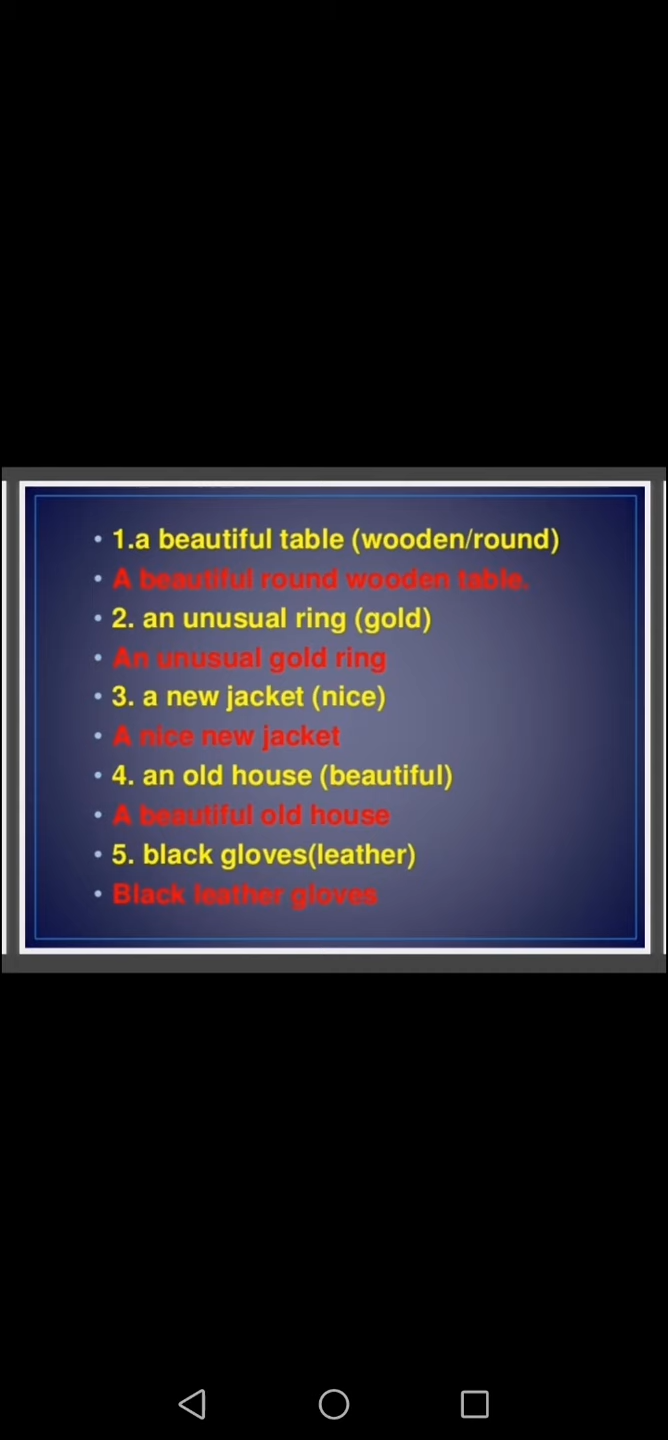 • 1.a beautiful table (wooden/round)
• A beautiful round wooden table.
• 2. an unusual ring (gold)
• An unusual gold ring
• 3. a new jacket (nice)
• A nice new jacket
• 4. an old house (beautiful)
• A beautiful old house
• 5. black gloves(leather)
• Black leather gloves